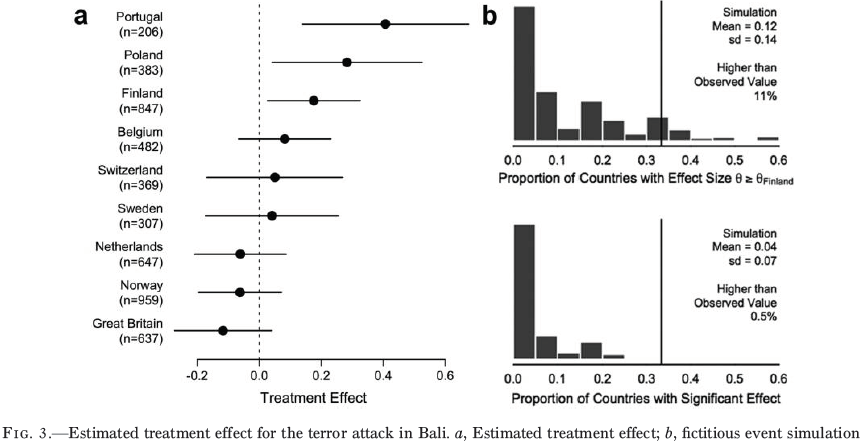 a
Portugal
(n=206)
Poland
(n=383)
Finland
(n=847)
Belgium
(n=482)
Switzerland
(n=369)
Sweden
(n=307)
Netherlands
(n=647)
Norway
(n=959)
Great Britain
(n=637)
-0.2 0.0 0.2 0.4 0.6
Treatment Effect
b
Simulation
Mean = 0.12
sd = 0.14
Higher than
Observed Value
11%
0.0 0.1 0.2 0.3 0.4 0.5 0.6
Proportion of Countries with Effect Size θ ≥ θFinland
Simulation
Mean = 0.04
sd = 0.07
Higher than
Observed Value
0.5%
0.0 0.1 0.2 0.3 0.4 0.5 0.6
Proportion of Countries with Significant Effect
FIG. 3.—Estimated treatment effect for the terror attack in Bali. a, Estimated treatment effect; b, fictitious event simulation